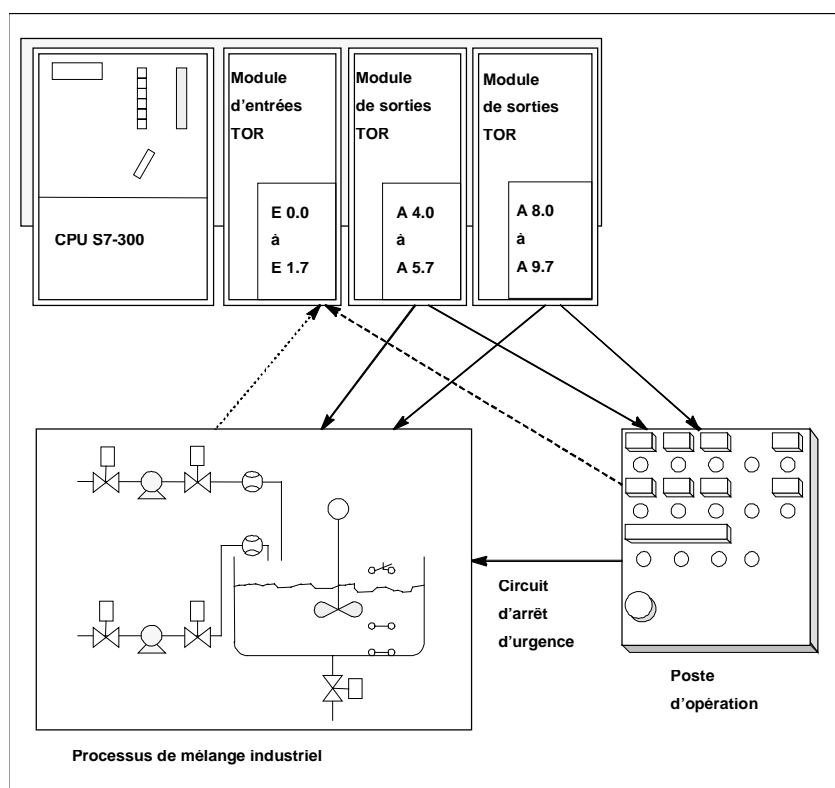 Module
d'entrées
TOR
Module
de sorties
TOR
Module
de sorties
TOR
CPU S7-300
E 0.0
à
E 1.7
A 4.0
à
A 5.7
A 8.0
à
A 9.7
Circuit
d'arrêt
d'urgence
Poste
d'opération
Processus de mélange industriel